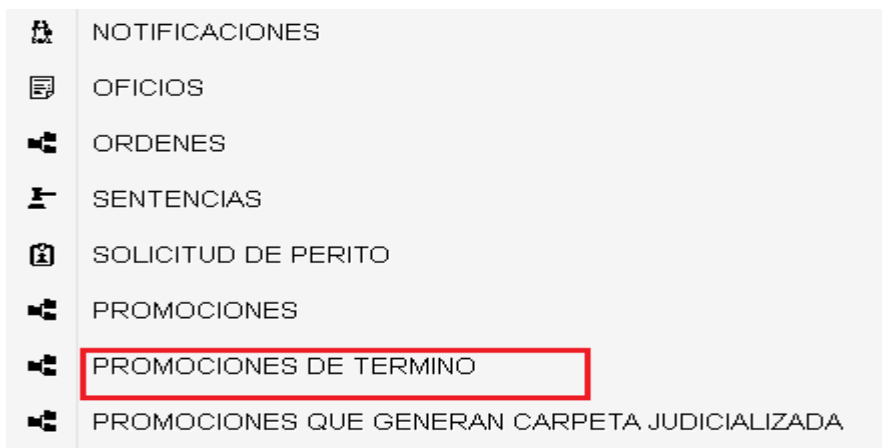 NOTIFICACIONES
OFICIOS
ORDENES
SENTENCIAS
SOLICITUD DE PERITO
PROMOCIONES
PROMOCIONES DE TERMINO
PROMOCIONES QUE GENERAN CARPETA JUDICIALIZADA